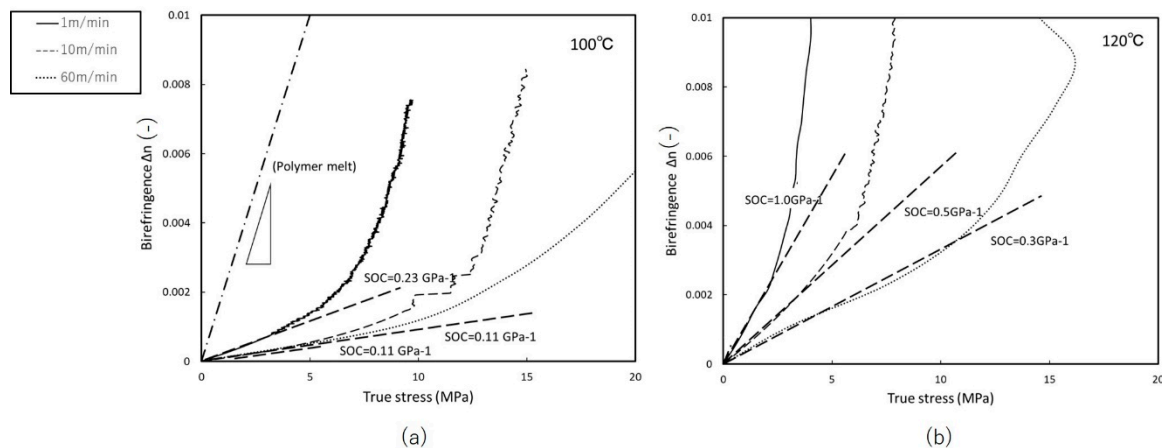 1m/min
10m/min
60m/min
100℃
0.01
0.008
0.006
0.004
0.002
0
Birefringence Δn (-)
(Polymer melt)
SOC=0.23 GPa-1
SOC=0.11 GPa-1
SOC=0.11 GPa-1
0 5 10 15 20
True stress (MPa)
(a)
120℃
0.01
0.008
0.006
0.004
0.002
0
Birefringence Δn (-)
SOC=1.0GPa-1
SOC=0.5GPa-1
SOC=0.3GPa-1
0 5 10 15 20
True stress (MPa)
(b)